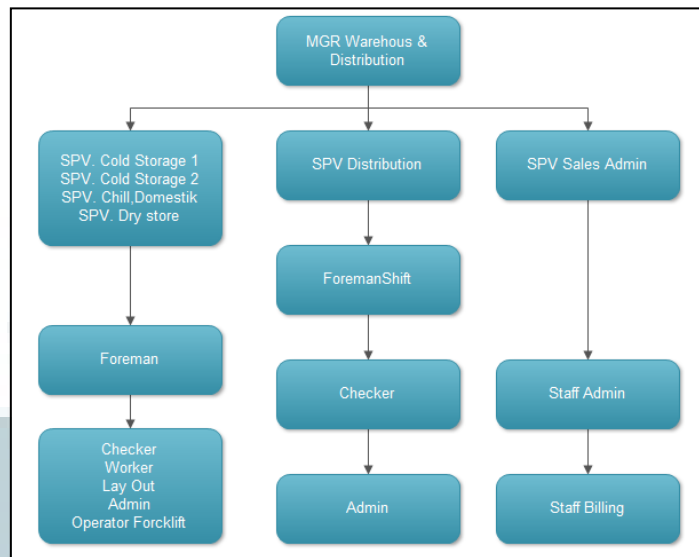 MGR Warehous &
Distribution
SPV. Cold Storage 1
SPV. Cold Storage 2
SPV. Chill,Domestik
SPV. Dry store
SPV Distribution
SPV Sales Admin
ForemanShift
Foreman
Checker
Staff Admin
Checker
Worker
Lay Out
Admin
Operator Forcklift
Admin
Staff Billing